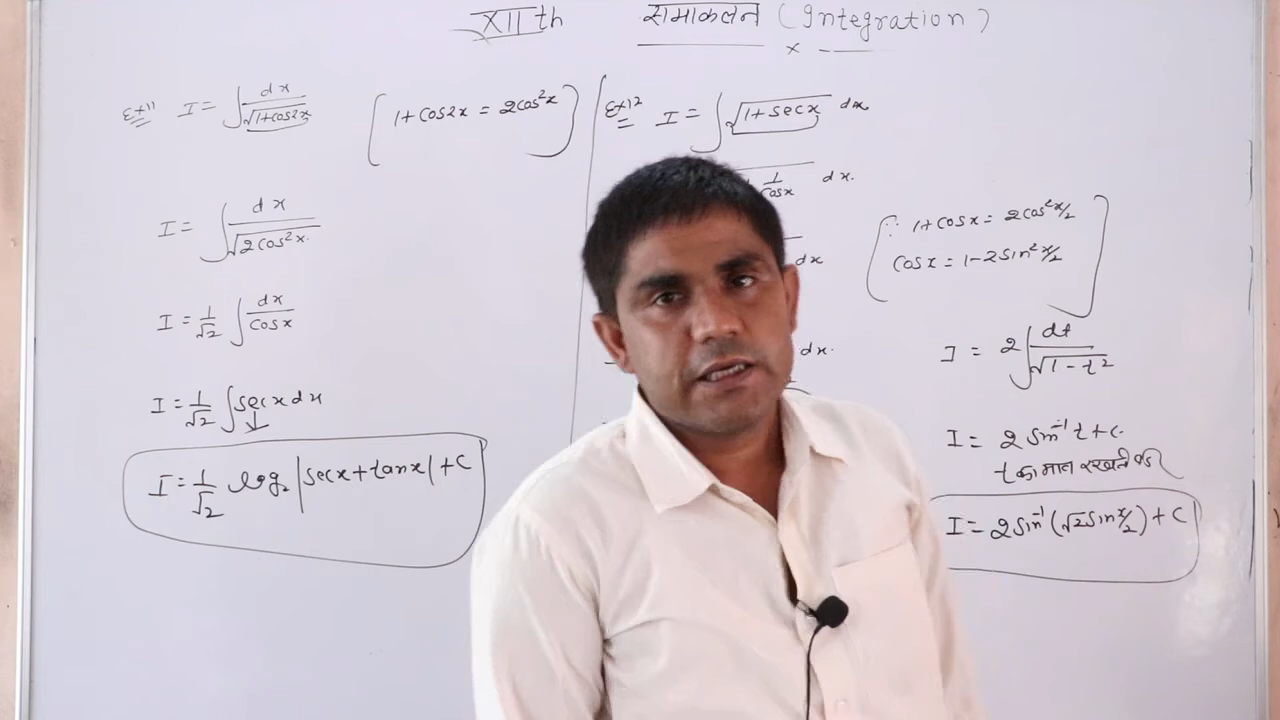 XIIth समाकलन (Integration)
Ex 11 I = ∫ dx/√(1+cos2x) [1+cos2x = 2cos²x]
I = ∫ dx/√(2cos²x)
I = 1/√2 ∫ dx/cosx
I = 1/√2 ∫ secx dx
I = 1/√2 log |secx+tanx| + C
Ex 12 I = ∫ √(1+secx) dx
1/cosx dx.
dx
dx.
[∵ 1+cosx = 2cos²x/2
cosx = 1-2sin²x/2]
I = 2∫ dt/√(1-t²)
I = 2 sin⁻¹ t + c.
t का मान रखने पर
I = 2 sin⁻¹(√2 sin x/2) + C